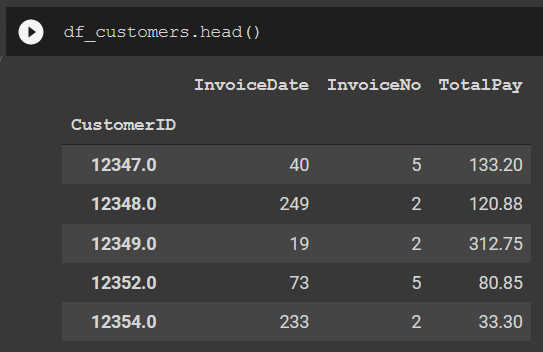 df_customers.head()
InvoiceDate InvoiceNo TotalPay
CustomerID
12347.0 40 5 133.20
12348.0 249 2 120.88
12349.0 19 2 312.75
12352.0 73 5 80.85
12354.0 233 2 33.30